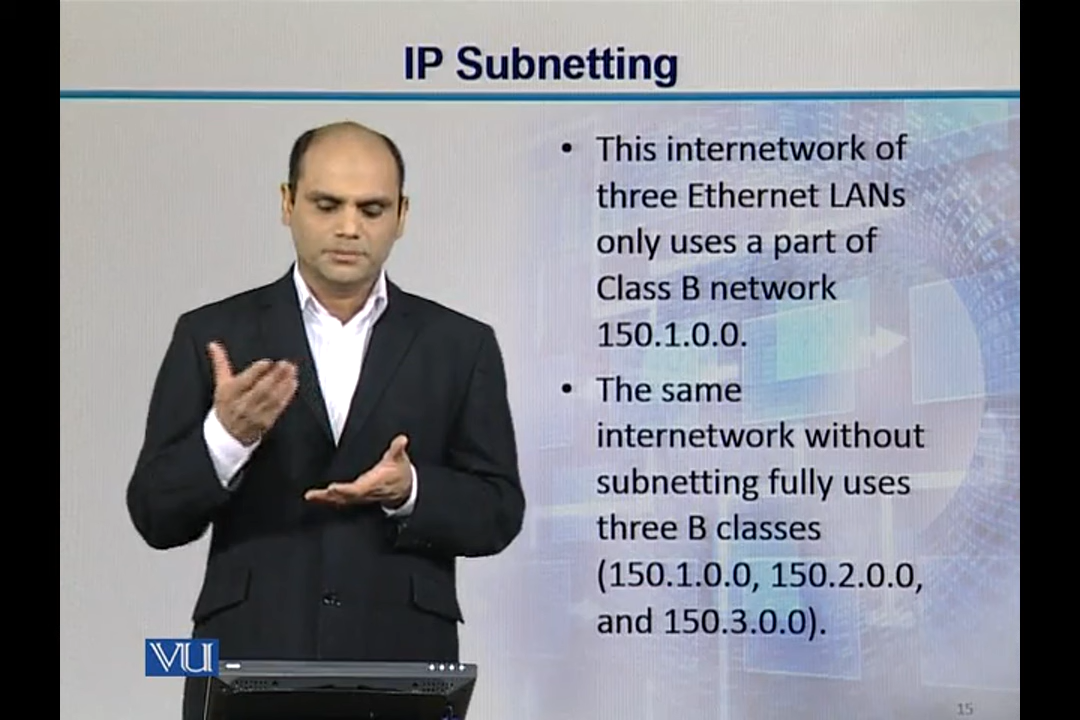 IP Subnetting
• This internetwork of
three Ethernet LANs
only uses a part of
Class B network
150.1.0.0.
• The same
internetwork without
subnetting fully uses
three B classes
(150.1.0.0, 150.2.0.0,
and 150.3.0.0).
VU
15